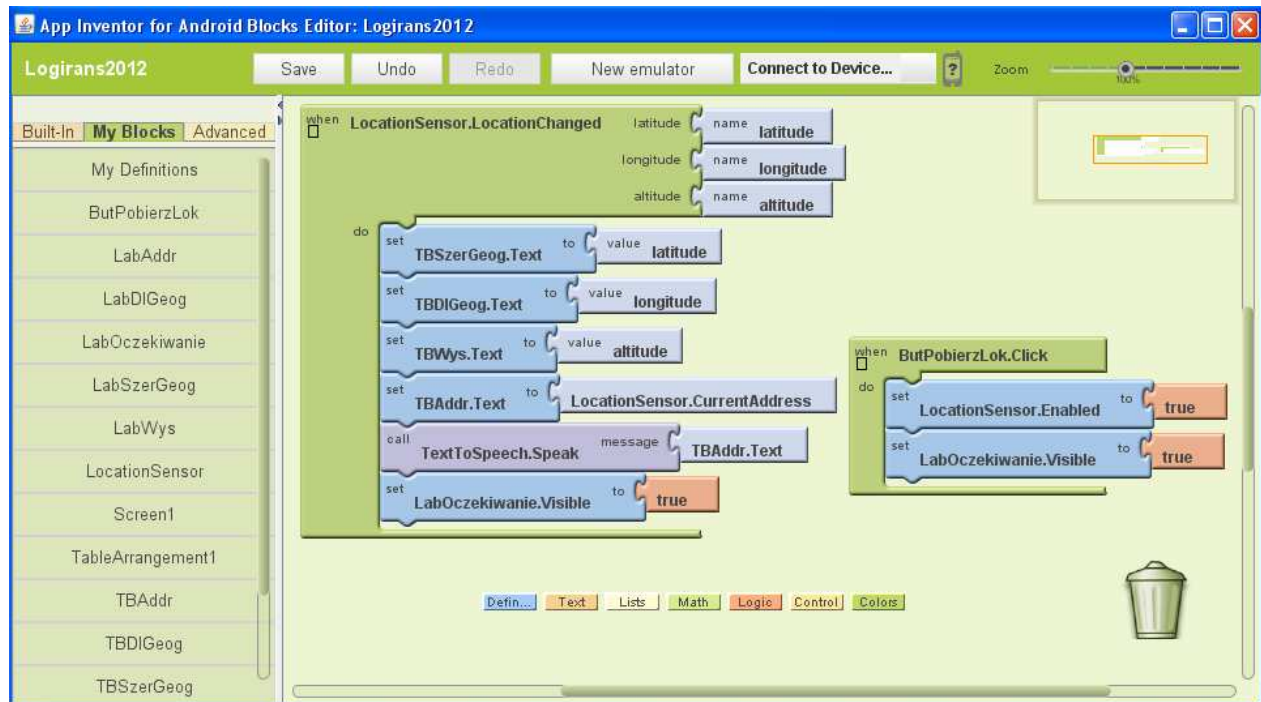 App Inventor for Android Blocks Editor: Logirans2012
Logirans2012 Save Undo Redo New emulator Connect to Device... ? Zoom 100%
Built-In My Blocks Advanced
My Definitions
ButPobierzLok
LabAddr
LabDlGeog
LabOczekiwanie
LabSzerGeog
LabWys
LocationSensor
Screen1
TableArrangement1
TBAddr
TBDlGeog
TBSzerGeog
when LocationSensor.LocationChanged latitude name latitude
longitude name longitude
altitude name altitude
do
set TBSzerGeog.Text to value latitude
set TBDlGeog.Text to value longitude
set TBWys.Text to value altitude
set TBAddr.Text to LocationSensor.CurrentAddress
call TextToSpeech.Speak message TBAddr.Text
set LabOczekiwanie.Visible to true
when ButPobierzLok.Click
do
set LocationSensor.Enabled to true
set LabOczekiwanie.Visible to true
Defin... Text Lists Math Logic Control Colors